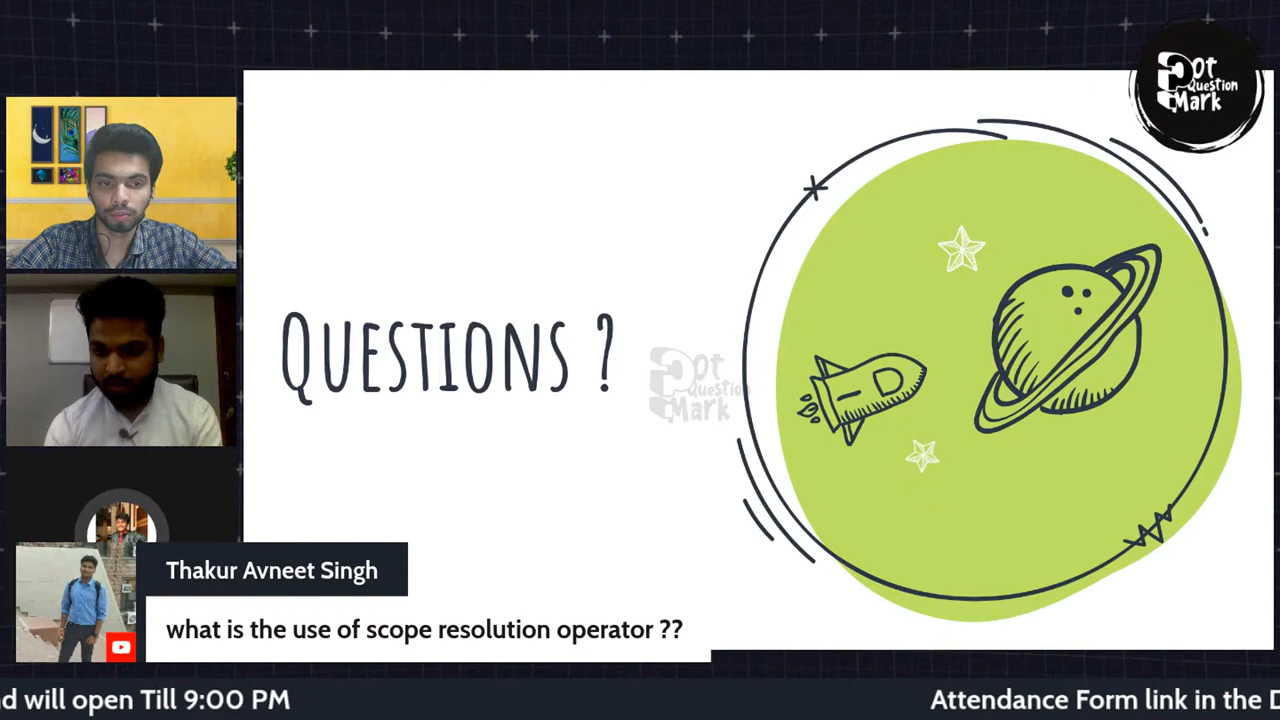 Dot
Question
Mark
QUESTIONS ?
Dot
Question
Mark
Thakur Avneet Singh
what is the use of scope resolution operator ??
nd will open Till 9:00 PM
Attendance Form link in the D